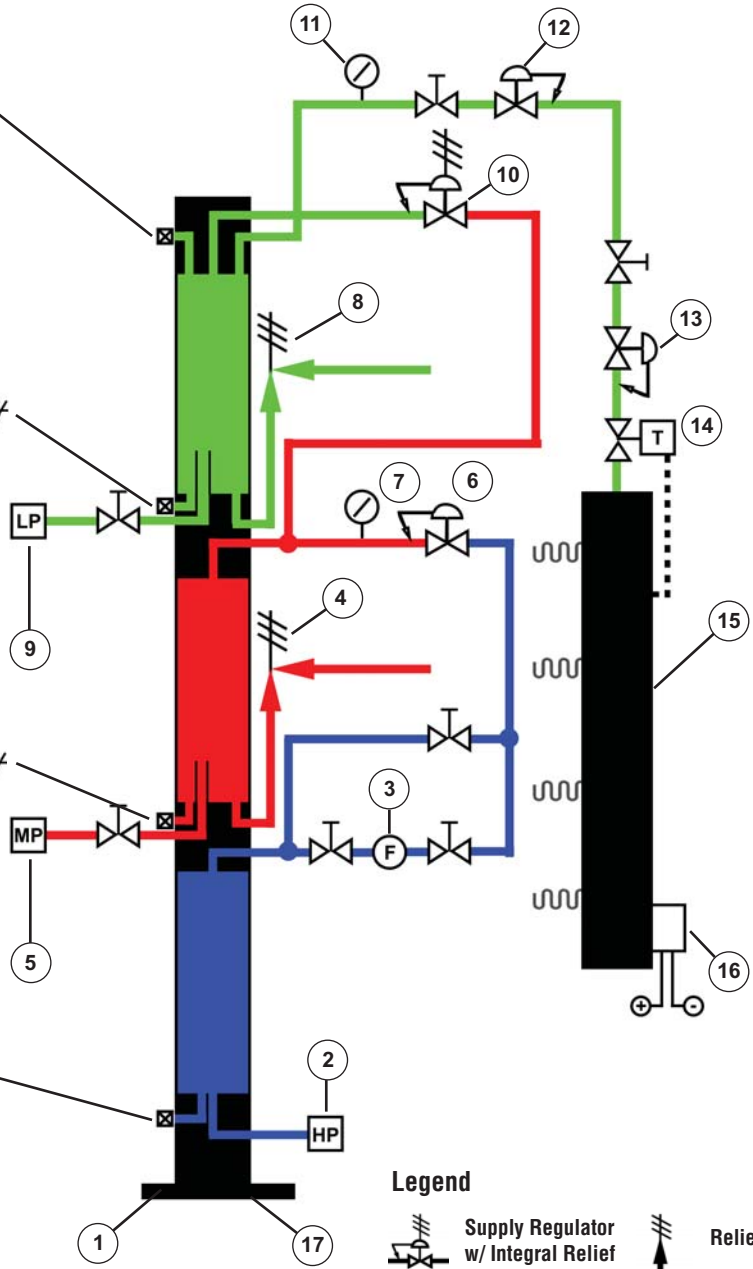 11
12
10
8
13
14
T
LP
7
6
9
4
15
3
MP
F
5
16
+
-
2
HP
Legend
Supply Regulator
w/ Integral Relief
Relie
1
17